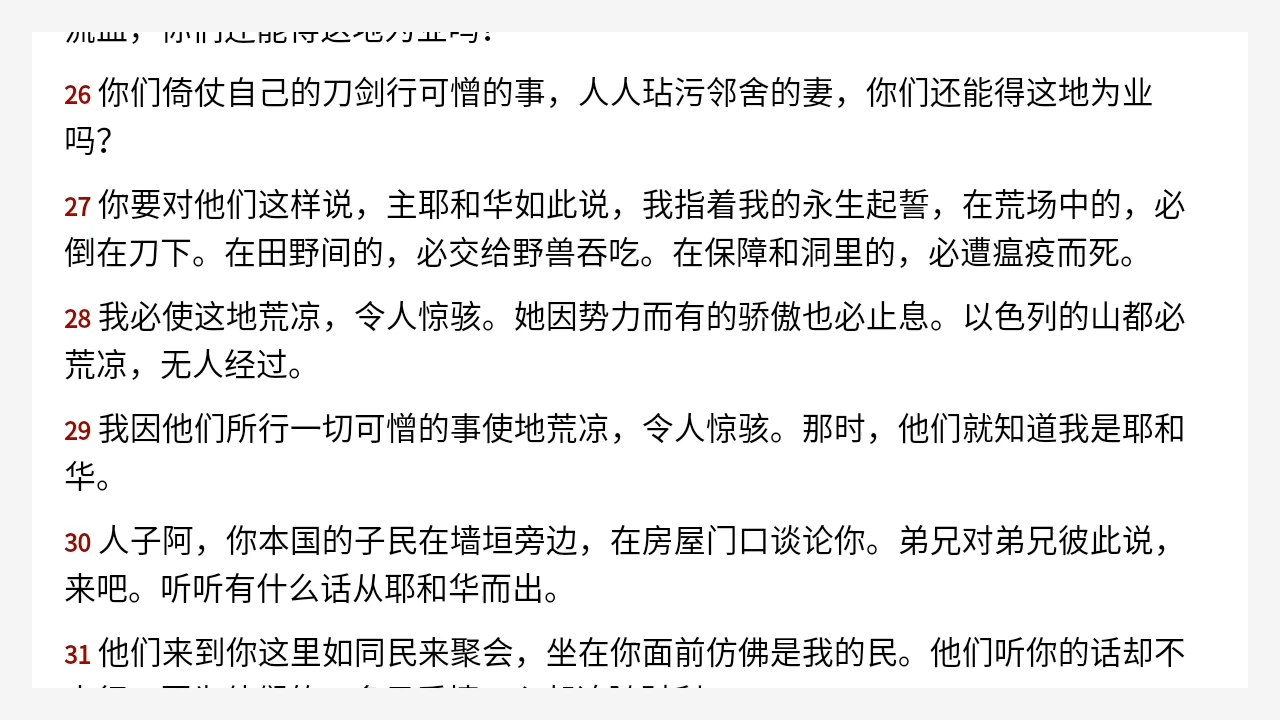 流血，你们还能得这地为业吗？
26 你们倚仗自己的刀剑行可憎的事，人人玷污邻舍的妻，你们还能得这地为业
吗？
27 你要对他们这样说，主耶和华如此说，我指着我的永生起誓，在荒场中的，必
倒在刀下。在田野间的，必交给野兽吞吃。在保障和洞里的，必遭瘟疫而死。
28 我必使这地荒凉，令人惊骇。她因势力而有的骄傲也必止息。以色列的山都必
荒凉，无人经过。
29 我因他们所行一切可憎的事使地荒凉，令人惊骇。那时，他们就知道我是耶和
华。
30 人子阿，你本国的子民在墙垣旁边，在房屋门口谈论你。弟兄对弟兄彼此说，
来吧。听听有什么话从耶和华而出。
31 他们来到你这里如同民来聚会，坐在你面前仿佛是我的民。他们听你的话却不